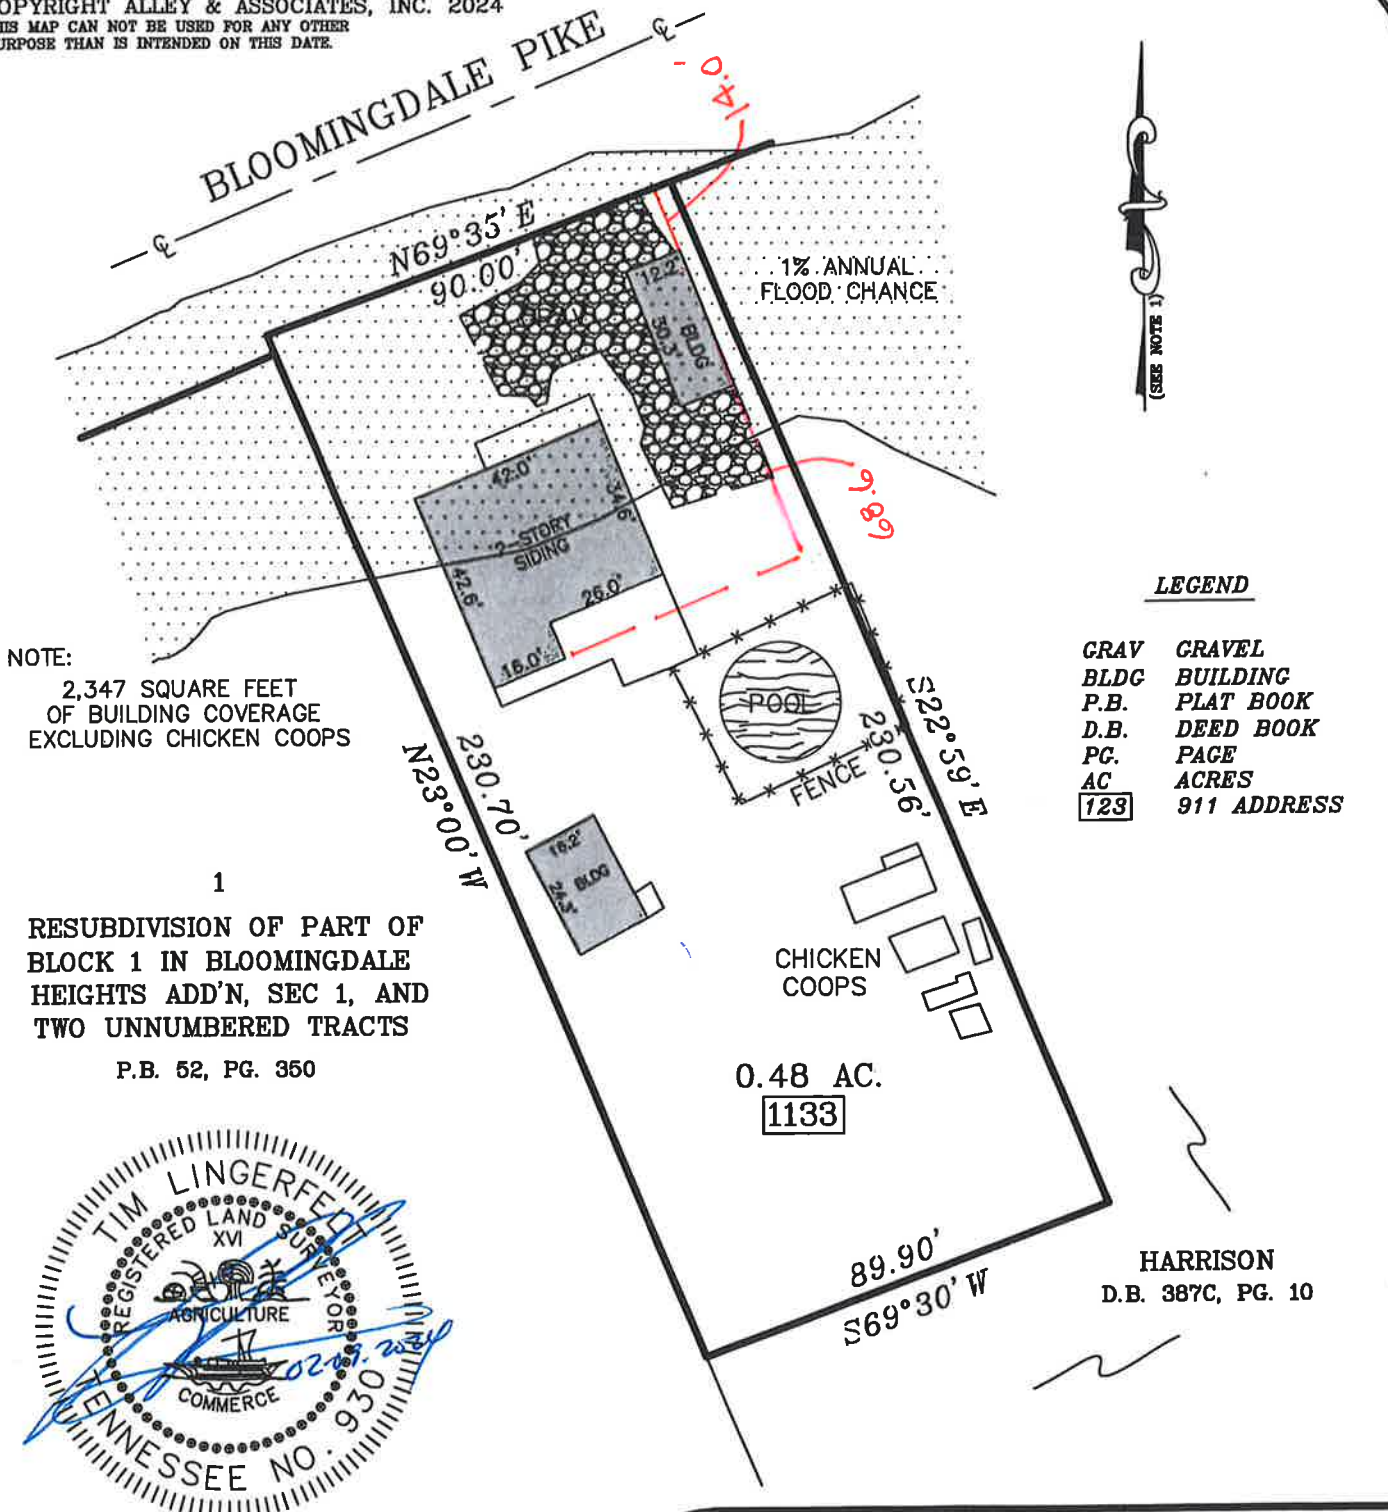 OPYRIGHT ALLEY & ASSOCIATES, INC. 2024
IS MAP CAN NOT BE USED FOR ANY OTHER
URPOSE THAN IS INTENDED ON THIS DATE.
BLOOMINGDALE PIKE
℄
℄
14.0'
N69°35' E
90.00'
1% ANNUAL
FLOOD CHANCE
(SEE NOTE 1)
12.2'
30.3'
BLDG
42.0'
34.6'
2-STORY
SIDING
42.6'
26.0'
16.0'
68.6
LEGEND
GRAV GRAVEL
BLDG BUILDING
P.B. PLAT BOOK
D.B. DEED BOOK
PG. PAGE
AC ACRES
123 911 ADDRESS
NOTE:
2,347 SQUARE FEET
OF BUILDING COVERAGE
EXCLUDING CHICKEN COOPS
POOL
FENCE
S22°59' E
230.56'
230.70'
N23°00' W
16.2'
24.3'
BLDG
1
RESUBDIVISION OF PART OF
BLOCK 1 IN BLOOMINGDALE
HEIGHTS ADD'N, SEC 1, AND
TWO UNNUMBERED TRACTS
P.B. 52, PG. 350
CHICKEN
COOPS
0.48 AC.
1133
TIM LINGERFELT
REGISTERED LAND SURVEYOR
XVI
AGRICULTURE
COMMERCE
TENNESSEE NO. 930
89.90'
S69°30' W
HARRISON
D.B. 387C, PG. 10